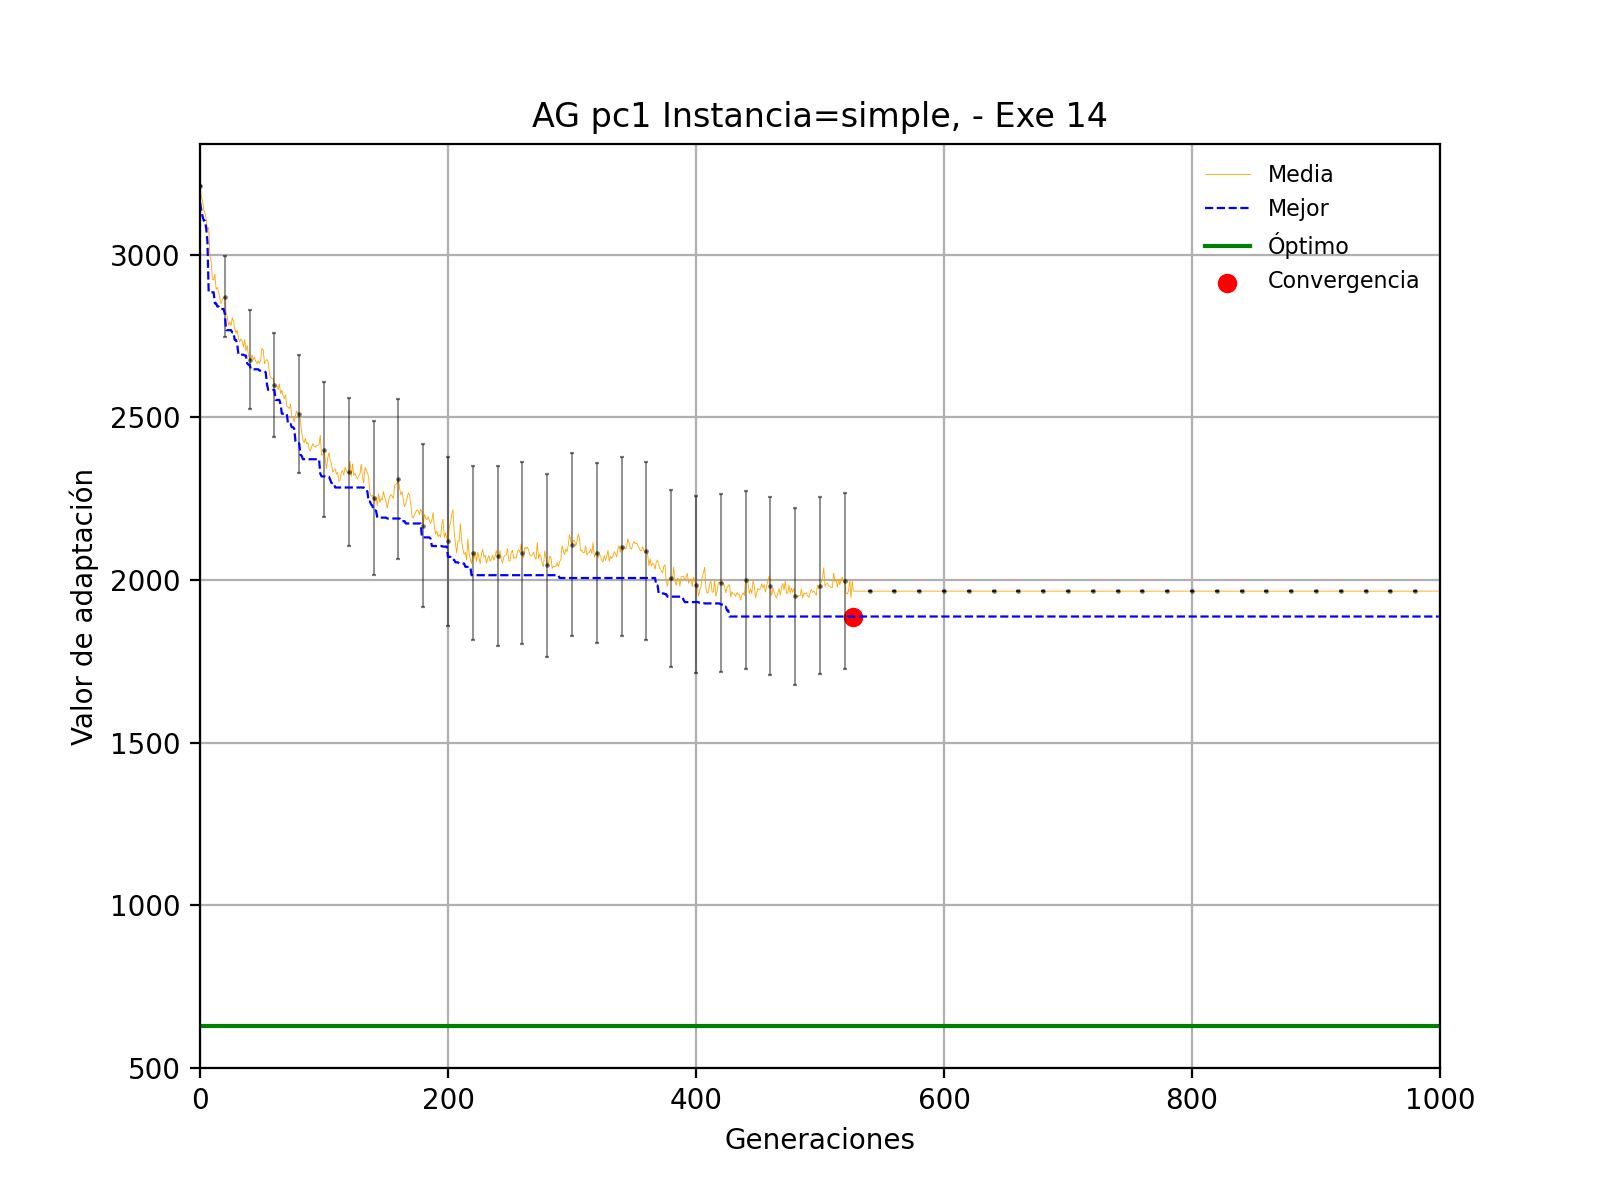 AG pc1 Instancia=simple, - Exe 14
Media
Mejor
Óptimo
Convergencia
Valor de adaptación
3000
2500
2000
1500
1000
500
0
200
400
600
800
1000
Generaciones